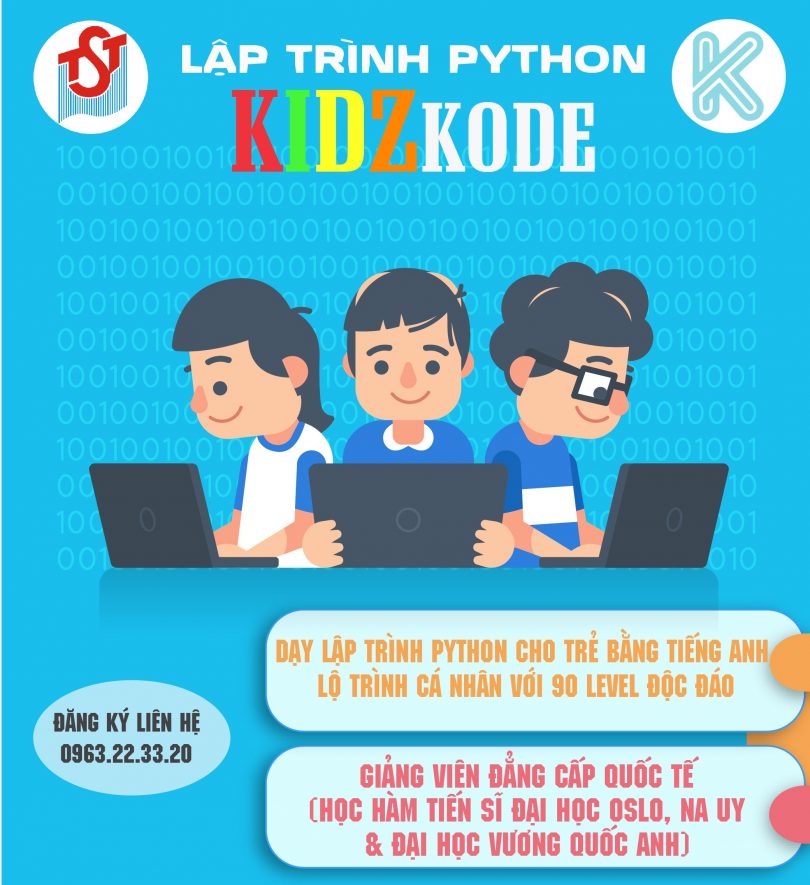 TST
LẬP TRÌNH PYTHON
K
KIDZKODE
DẠY LẬP TRÌNH PYTHON CHO TRẺ BẰNG TIẾNG ANH
LỘ TRÌNH CÁ NHÂN VỚI 90 LEVEL ĐỘC ĐÁO
ĐĂNG KÝ LIÊN HỆ
0963.22.33.20
GIẢNG VIÊN ĐẲNG CẤP QUỐC TẾ
(HỌC HÀM TIẾN SĨ ĐẠI HỌC OSLO, NA UY
& ĐẠI HỌC VƯƠNG QUỐC ANH)